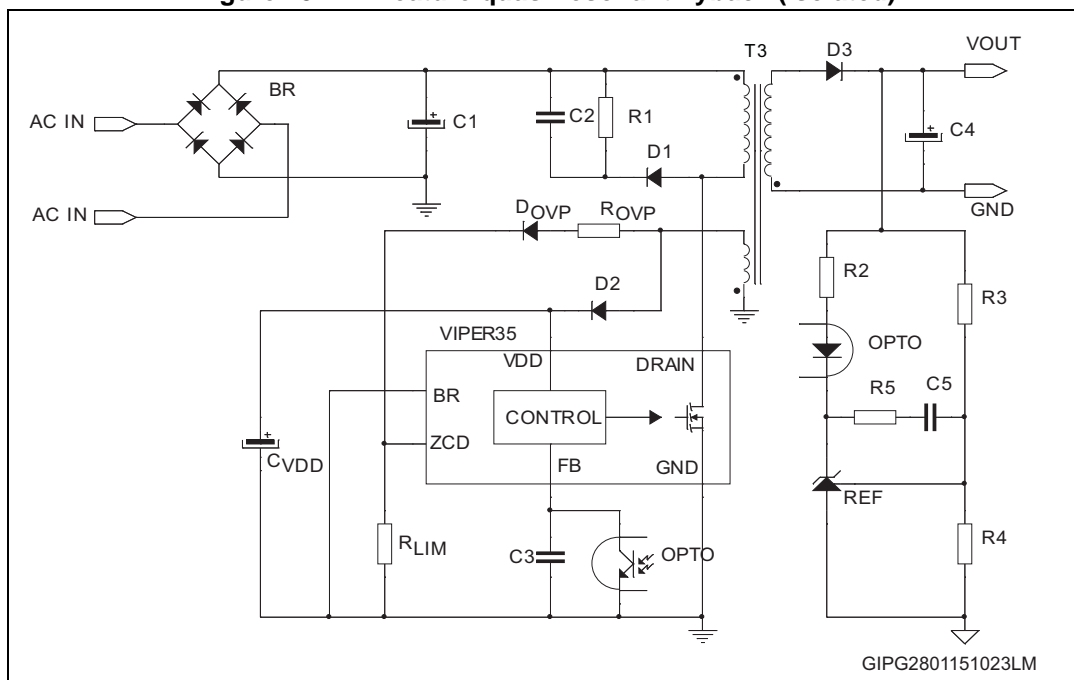 T3
D3
VOUT
BR
AC IN
C1
C2
R1
D1
C4
AC IN
GND
DOVP
ROVP
D2
R2
R3
VIPER35
OPTO
VDD
DRAIN
BR
R5
C5
CONTROL
ZCD
CVDD
FB
GND
REF
RLIM
C3
OPTO
R4
GIPG2801151023LM